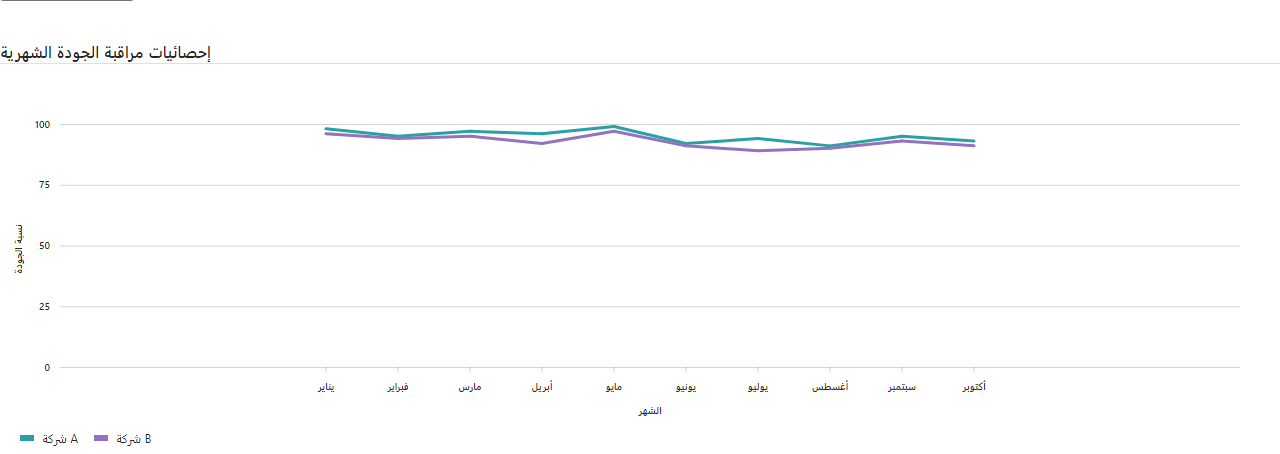 إحصائيات مراقبة الجودة الشهرية
100
75
50
25
0
نسبة الجودة
يناير فبراير مارس أبريل مايو يونيو يوليو أغسطس سبتمبر أكتوبر
الشهر
شركة A شركة B